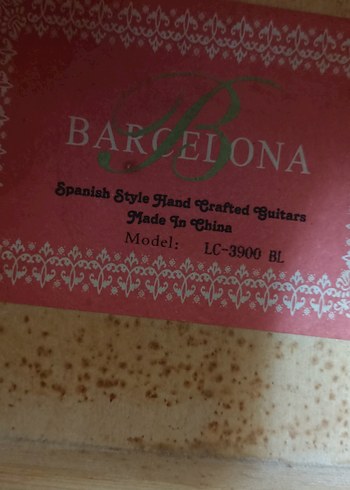 B
BARCELONA
Spanish Style Hand Crafted Guitars
Made In China
Model: LC-3900 BL